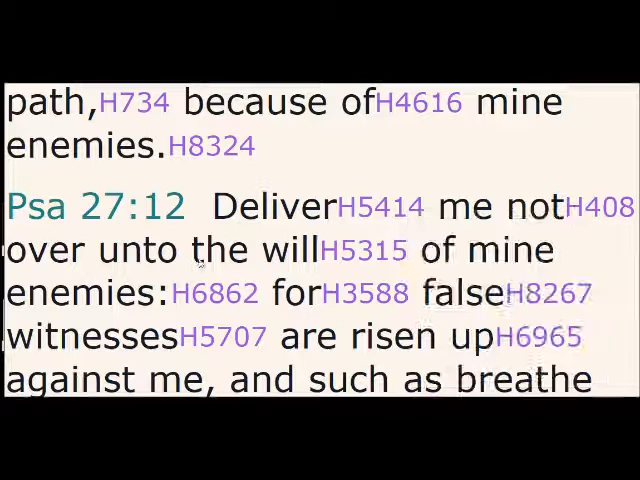 path,H734 because ofH4616 mine
enemies.H8324
Psa 27:12 DeliverH5414 me notH408
over unto the willH5315 of mine
enemies:H6862 forH3588 falseH8267
witnessesH5707 are risen upH6965
against me, and such as breathe